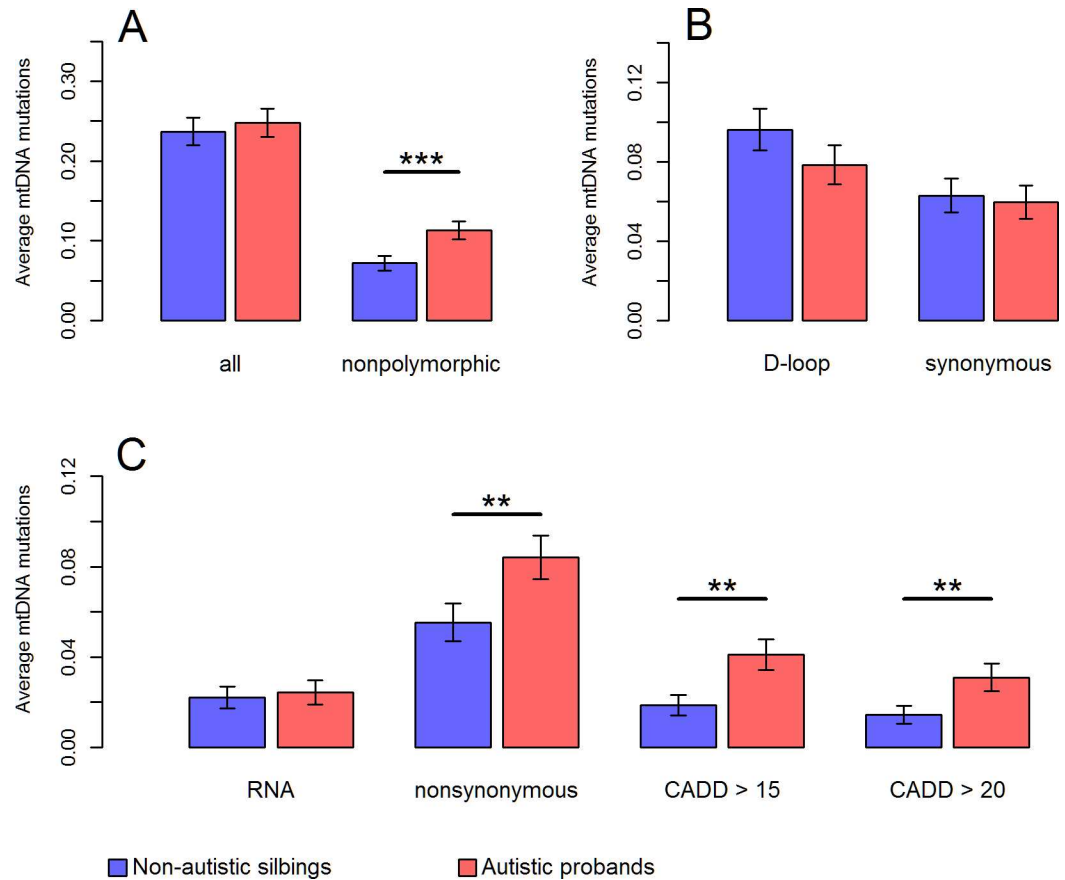 A
Average mtDNA mutations
0.30
0.20
0.10
0.00
***
all
nonpolymorphic
B
Average mtDNA mutations
0.12
0.08
0.04
0.00
D-loop
synonymous
C
Average mtDNA mutations
0.12
0.08
0.04
0.00
**
**
**
RNA
nonsynonymous
CADD > 15
CADD > 20
Non-autistic silbings
Autistic probands